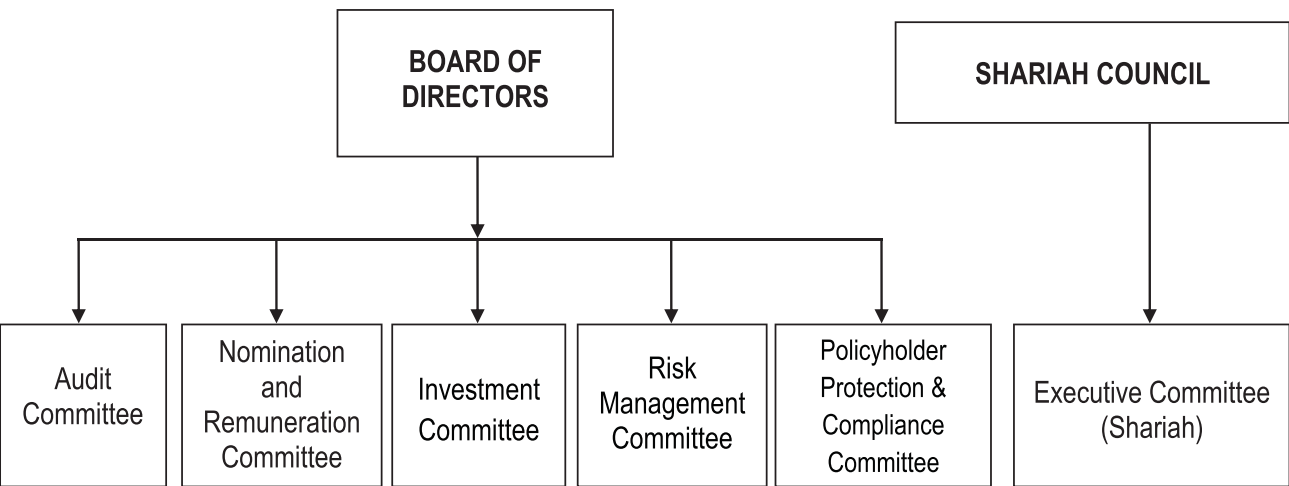 BOARD OF
DIRECTORS
SHARIAH COUNCIL
Audit
Committee
Nomination
and
Remuneration
Committee
Investment
Committee
Risk
Management
Committee
Policyholder
Protection &
Compliance
Committee
Executive Committee
(Shariah)